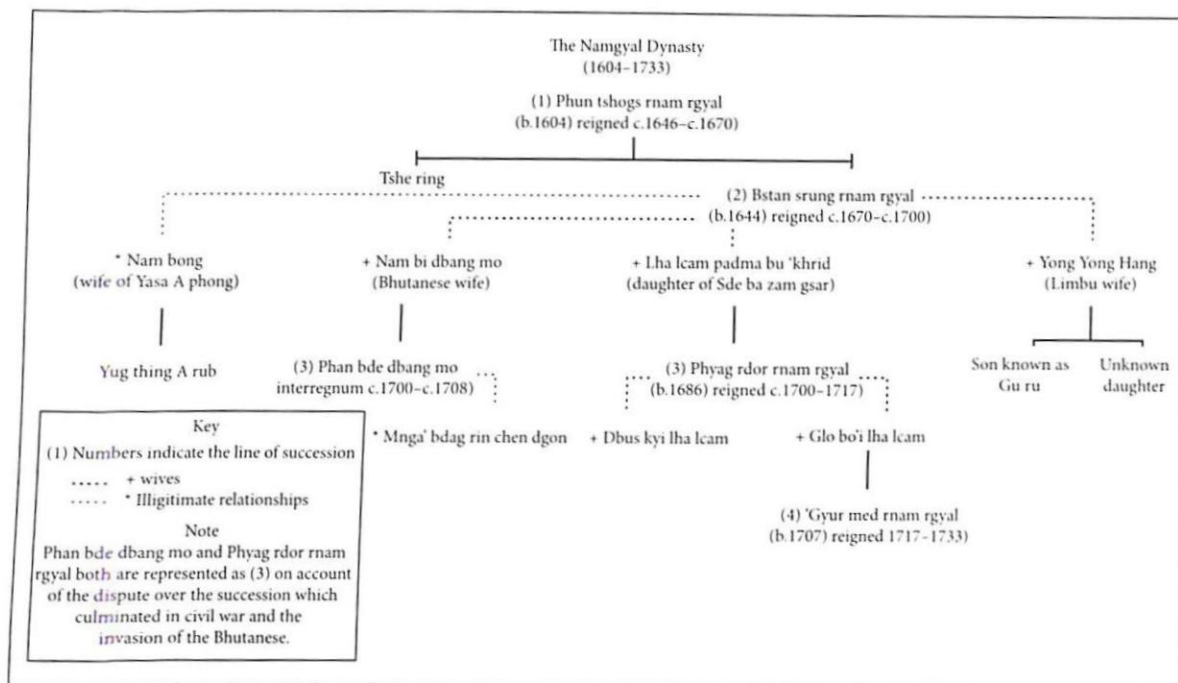 The Namgyal Dynasty
(1604–1733)
(1) Phun tshogs rnam rgyal
(b.1604) reigned c.1646–c.1670)
Tshe ring
(2) Bstan srung rnam rgyal
(b.1644) reigned c.1670–c.1700)
* Nam bong
(wife of Yasa A phong)
+ Nam bi dbang mo
(Bhutanese wife)
+ Lha lcam padma bu 'khrid
(daughter of Sde ba zam gsar)
+ Yong Yong Hang
(Limbu wife)
Yug thing A rub
(3) Phan bde dbang mo
interregnum c.1700–c.1708)
(3) Phyag rdor rnam rgyal
(b.1686) reigned c.1700–1717)
Son known as
Gu ru
Unknown
daughter
* Mnga' bdag rin chen dgon
+ Dbus kyi lha lcam
+ Glo bo'i lha lcam
(4) 'Gyur med rnam rgyal
(b.1707) reigned 1717–1733)
Key
(1) Numbers indicate the line of succession
...... + wives
...... * Illigitimate relationships
Note
Phan bde dbang mo and Phyag rdor rnam
rgyal both are represented as (3) on account
of the dispute over the succession which
culminated in civil war and the
invasion of the Bhutanese.